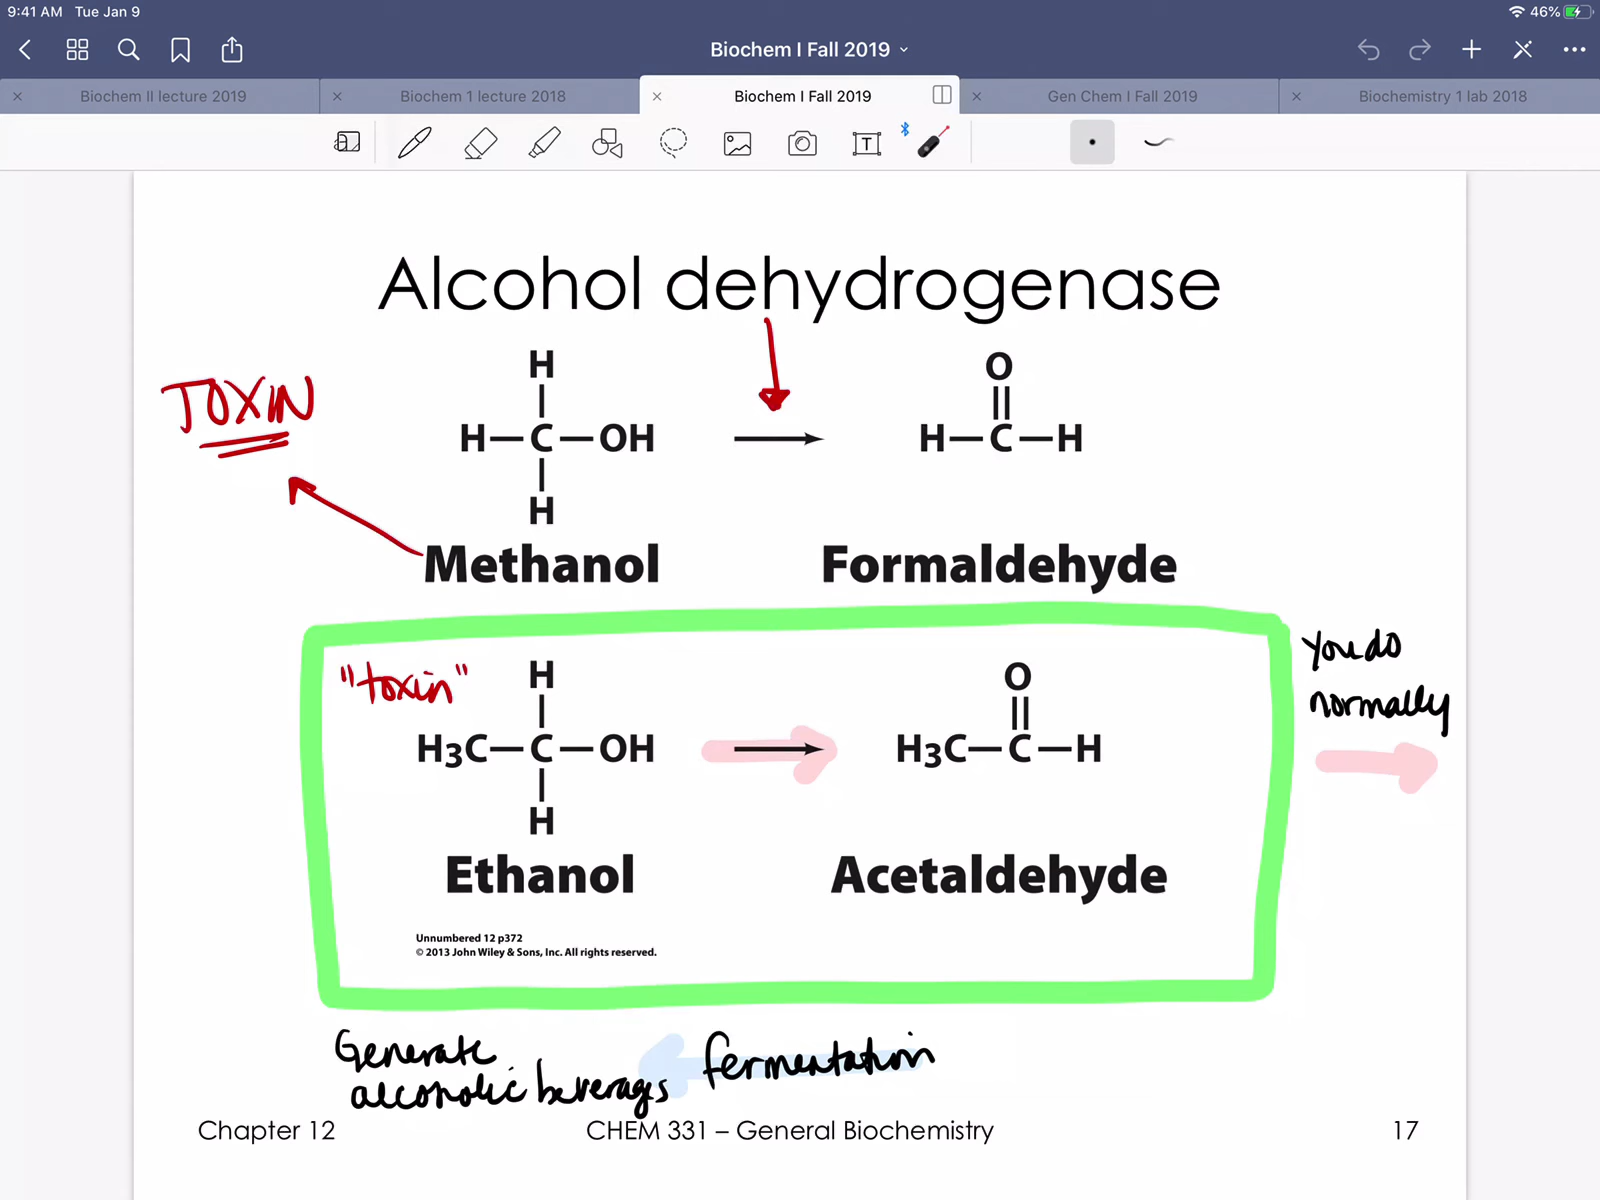 9:41 AM Tue Jan 9
46%
Biochem I Fall 2019
Biochem II lecture 2019
Biochem 1 lecture 2018
Biochem I Fall 2019
Gen Chem I Fall 2019
Biochemistry 1 lab 2018
a
T
Alcohol dehydrogenase
TOXIN
H
H—C—OH
H
O
H—C—H
Methanol
Formaldehyde
"toxin"
H
H3C—C—OH
H
O
H3C—C—H
Ethanol
Acetaldehyde
You do
normally
Unnumbered 12 p372
© 2013 John Wiley & Sons, Inc. All rights reserved.
Generate
alcoholic beverages
fermentation
Chapter 12
CHEM 331 – General Biochemistry
17